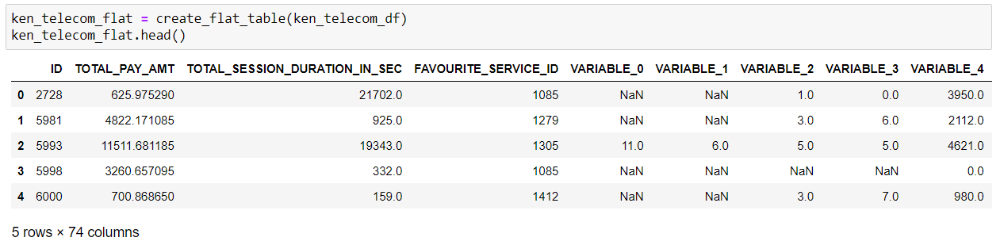 ken_telecom_flat = create_flat_table(ken_telecom_df)
ken_telecom_flat.head()
ID TOTAL_PAY_AMT TOTAL_SESSION_DURATION_IN_SEC FAVOURITE_SERVICE_ID VARIABLE_0 VARIABLE_1 VARIABLE_2 VARIABLE_3 VARIABLE_4
0 2728 625.975290 21702.0 1085 NaN NaN 1.0 0.0 3950.0
1 5981 4822.171085 925.0 1279 NaN NaN 3.0 6.0 2112.0
2 5993 11511.681185 19343.0 1305 11.0 6.0 5.0 5.0 4621.0
3 5998 3260.657095 332.0 1085 NaN NaN NaN NaN 0.0
4 6000 700.868650 159.0 1412 NaN NaN 3.0 7.0 980.0
5 rows × 74 columns